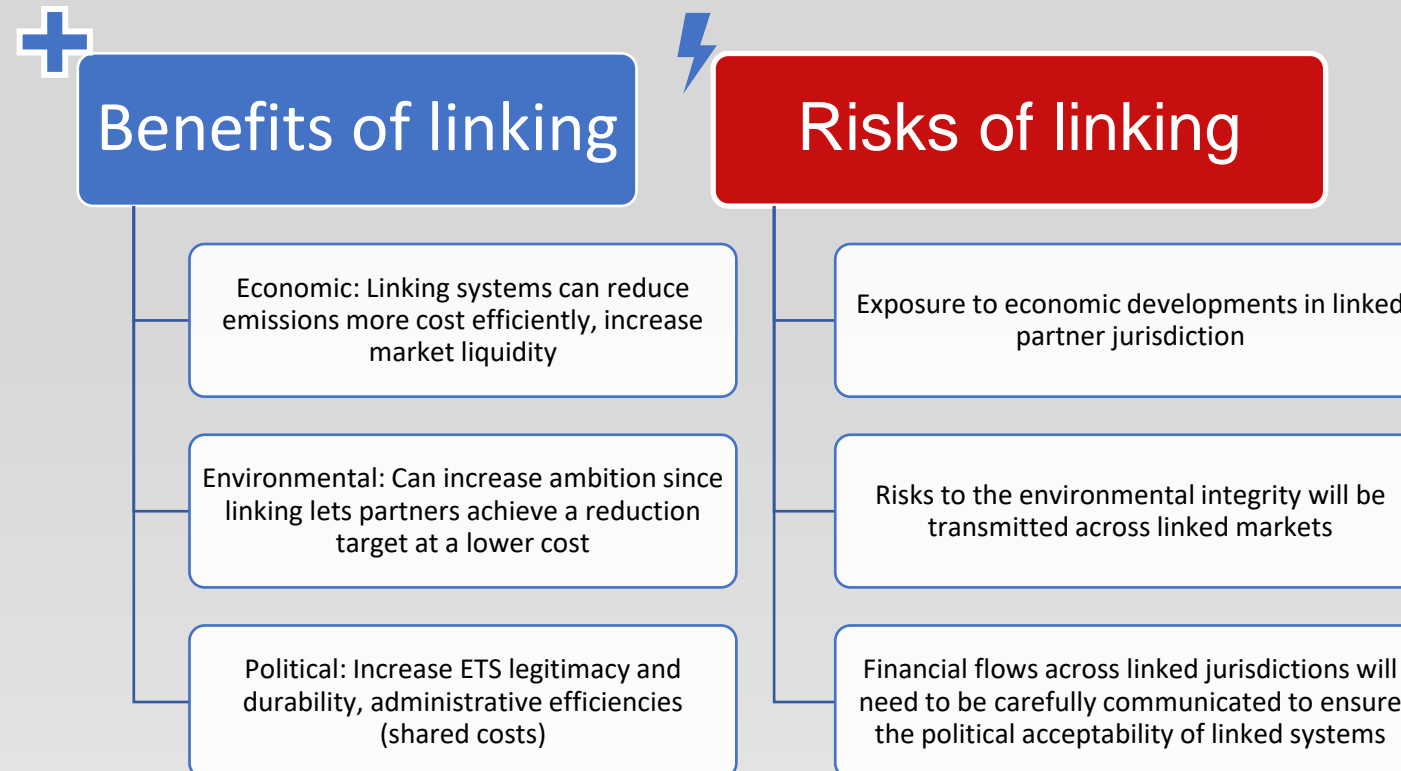 Benefits of linking
Economic: Linking systems can reduce
emissions more cost efficiently, increase
market liquidity
Environmental: Can increase ambition since
linking lets partners achieve a reduction
target at a lower cost
Political: Increase ETS legitimacy and
durability, administrative efficiencies
(shared costs)
Risks of linking
Exposure to economic developments in linked
partner jurisdiction
Risks to the environmental integrity will be
transmitted across linked markets
Financial flows across linked jurisdictions will
need to be carefully communicated to ensure
the political acceptability of linked systems